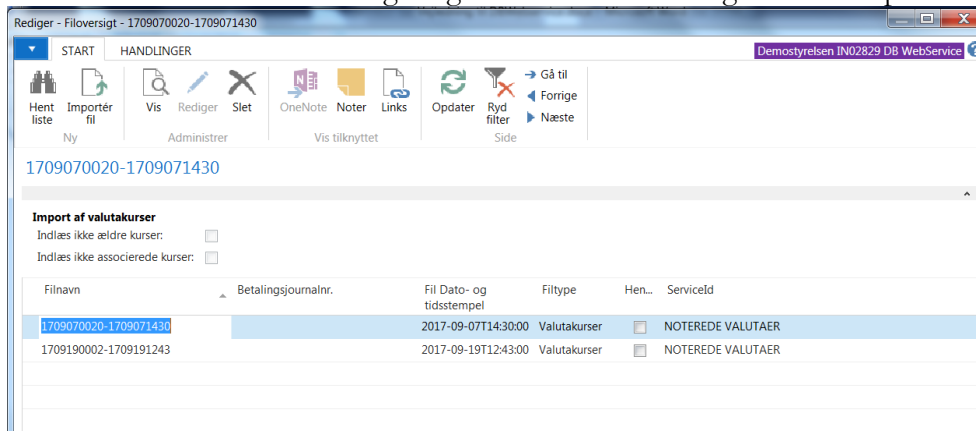 Rediger - Filoversigt - 1709070020-1709071430
START HANDLINGER
Demostyrelsen IN02829 DB WebService
Hent liste
Importér fil
Vis
Rediger
Slet
OneNote
Noter
Links
Opdater
Ryd filter
Gå til
Forrige
Næste
Ny
Administrer
Vis tilknyttet
Side
1709070020-1709071430
Import af valutakurser
Indlæs ikke ældre kurser:
Indlæs ikke associerede kurser:
Filnavn Betalingsjournalnr. Fil Dato- og tidsstempel Filtype Hen... ServiceId
1709070020-1709071430 2017-09-07T14:30:00 Valutakurser NOTEREDE VALUTAER
1709190002-1709191243 2017-09-19T12:43:00 Valutakurser NOTEREDE VALUTAER